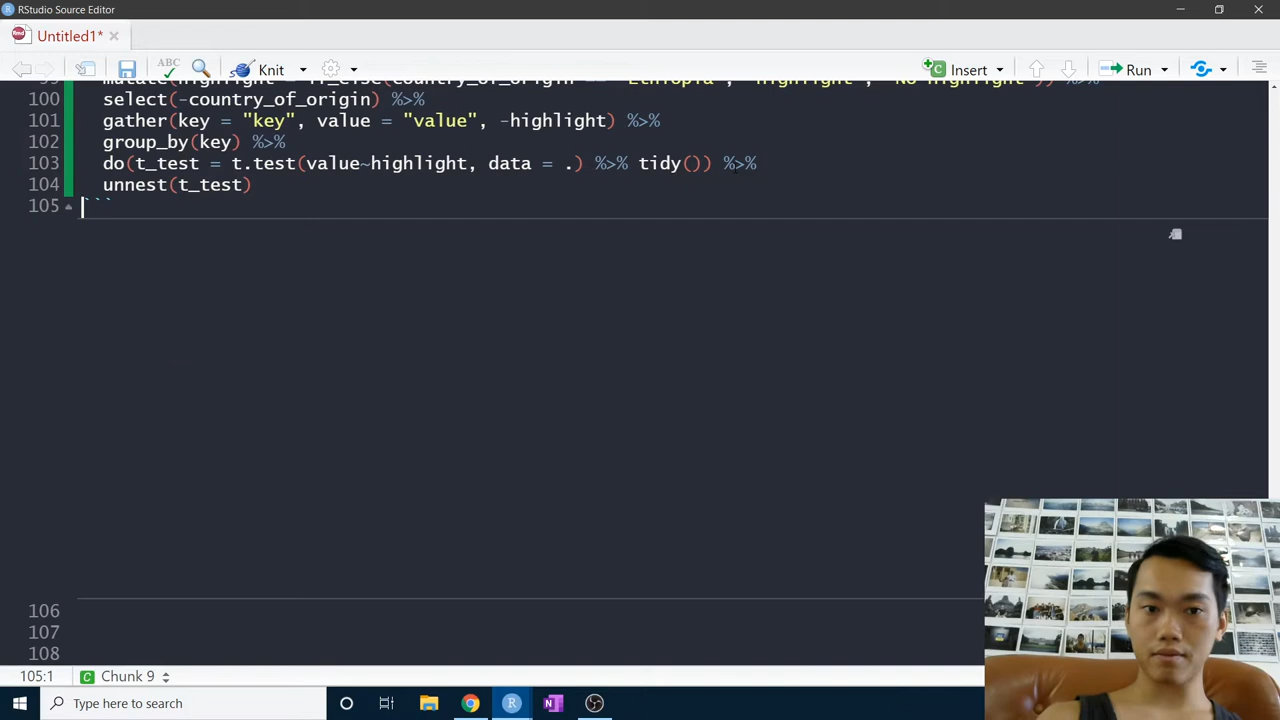 RStudio Source Editor
Untitled1*
ABC
Knit
Insert
Run
100 select(-country_of_origin) %>%
101 gather(key = "key", value = "value", -highlight) %>%
102 group_by(key) %>%
103 do(t_test = t.test(value~highlight, data = .) %>% tidy()) %>%
104 unnest(t_test)
105 ```
106
107
108
105:1 Chunk 9
Type here to search